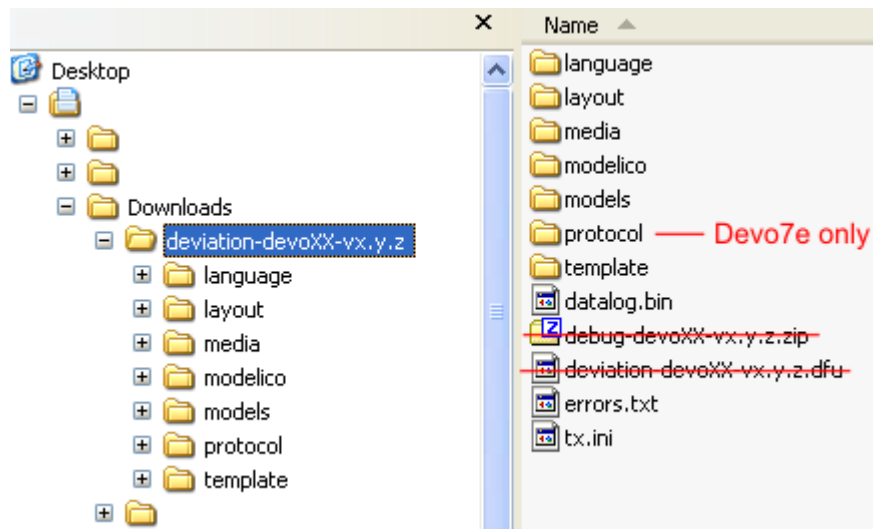 Desktop
Downloads
deviation-devoXX-vx.y.z
language
layout
media
modelico
models
protocol
template
Name
language
layout
media
modelico
models
protocol Devo7e only
template
datalog.bin
debug-devoXX-vx.y.z.zip
deviation-devoXX-vx.y.z.dfu
errors.txt
tx.ini